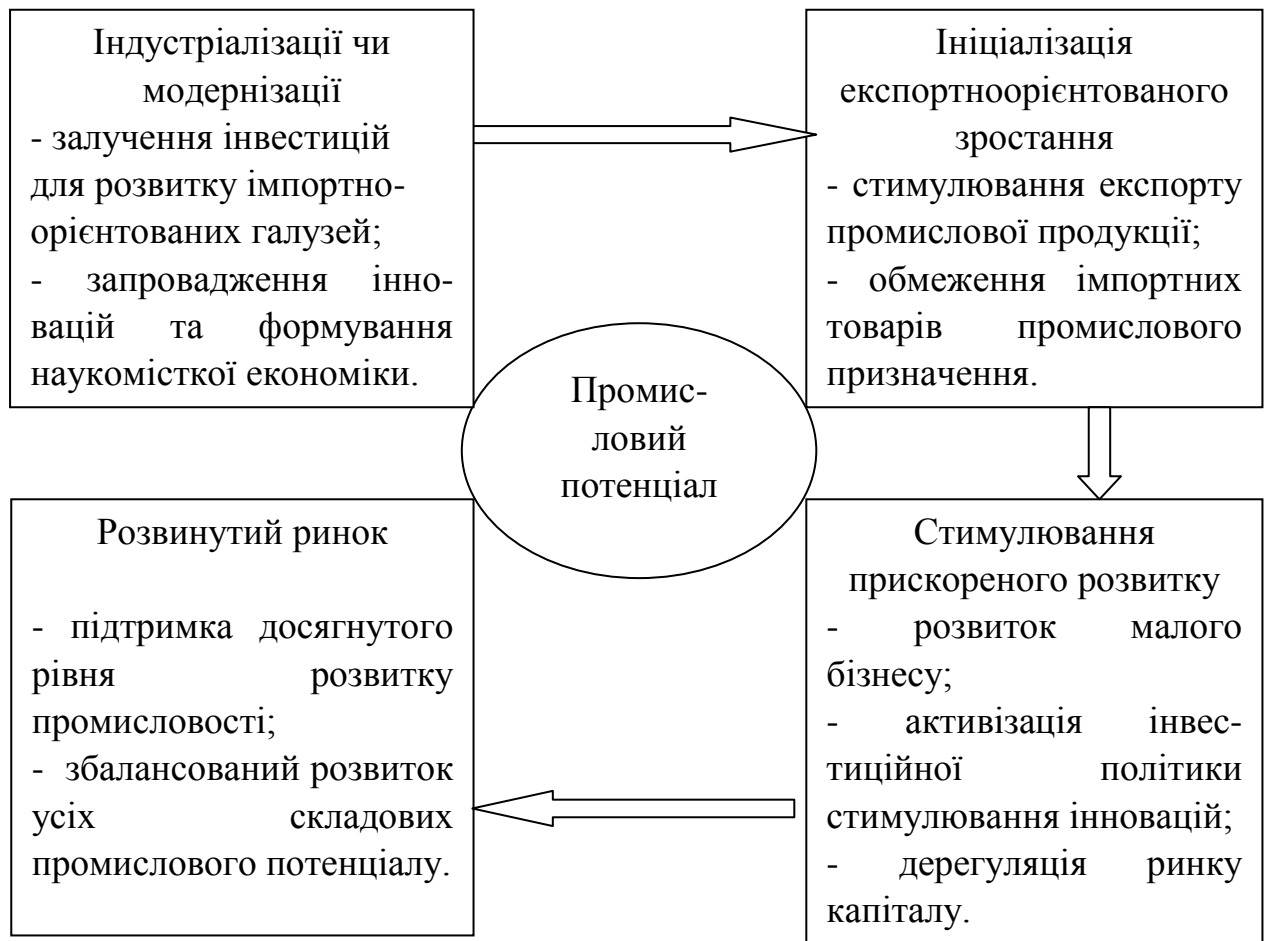 Індустріалізації чи
модернізації
- залучення інвестицій
для розвитку імпортно-
орієнтованих галузей;
- запровадження інно-
вацій та формування
наукомісткої економіки.
Ініціалізація
експортноорієнтованого
зростання
- стимулювання експорту
промислової продукції;
- обмеження імпортних
товарів промислового
призначення.
Промис-
ловий
потенціал
Стимулювання
прискореного розвитку
- розвиток малого
бізнесу;
- активізація інвес-
тиційної політики
стимулювання інновацій;
- дерегуляція ринку
капіталу.
Розвинутий ринок
- підтримка досягнутого
рівня розвитку
промисловості;
- збалансований розвиток
усіх складових
промислового потенціалу.